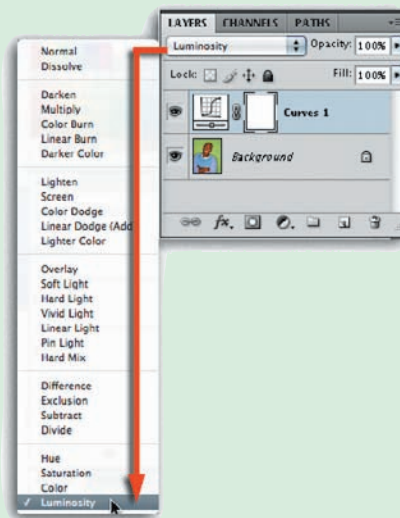 LAYERS CHANNELS PATHS
Luminosity Opacity: 100%
Lock: Fill: 100%
Curves 1
Background
fx.
Normal
Dissolve
Darken
Multiply
Color Burn
Linear Burn
Darker Color
Lighten
Screen
Color Dodge
Linear Dodge (Add
Lighter Color
Overlay
Soft Light
Hard Light
Vivid Light
Linear Light
Pin Light
Hard Mix
Difference
Exclusion
Subtract
Divide
Hue
Saturation
Color
✓ Luminosity